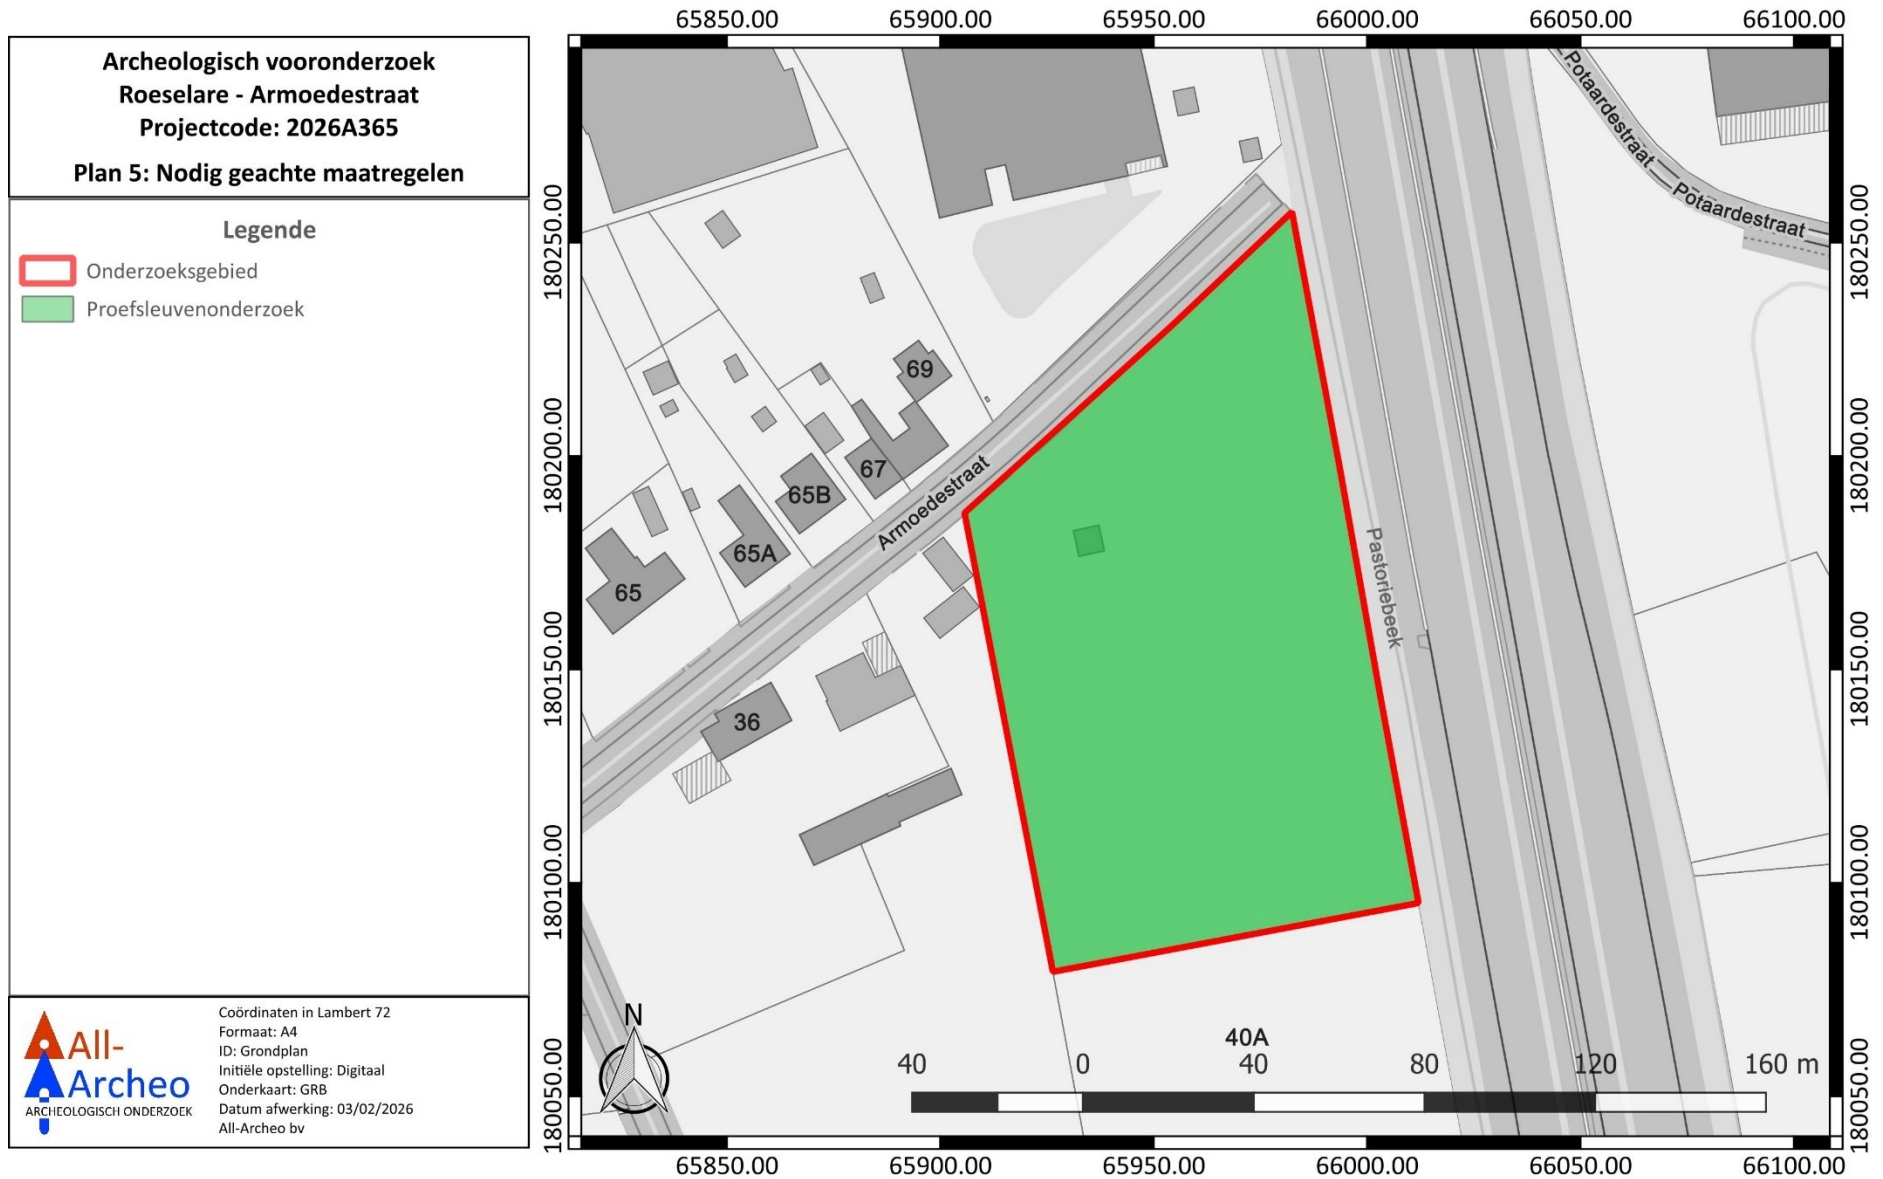 Archeologisch vooronderzoek
Roeselare - Armoedestraat
Projectcode: 2026A365
Plan 5: Nodig geachte maatregelen
Legende
Onderzoeksgebied
Proefsleuvenonderzoek
All-
Archeo
ARCHEOLOGISCH ONDERZOEK
Coördinaten in Lambert 72
Formaat: A4
ID: Grondplan
Initiële opstelling: Digitaal
Onderkaart: GRB
Datum afwerking: 03/02/2026
All-Archeo bv
65850.00 65900.00 65950.00 66000.00 66050.00 66100.00
180250.00
180200.00
180150.00
180100.00
180050.00
Potaardestraat
Potaardestraat
69
67
65B
65A
65
Armoedestraat
36
Pastoriebeek
N
40A
40 0 40 80 120 160 m
180250.00
180200.00
180150.00
180100.00
180050.00
65850.00 65900.00 65950.00 66000.00 66050.00 66100.00